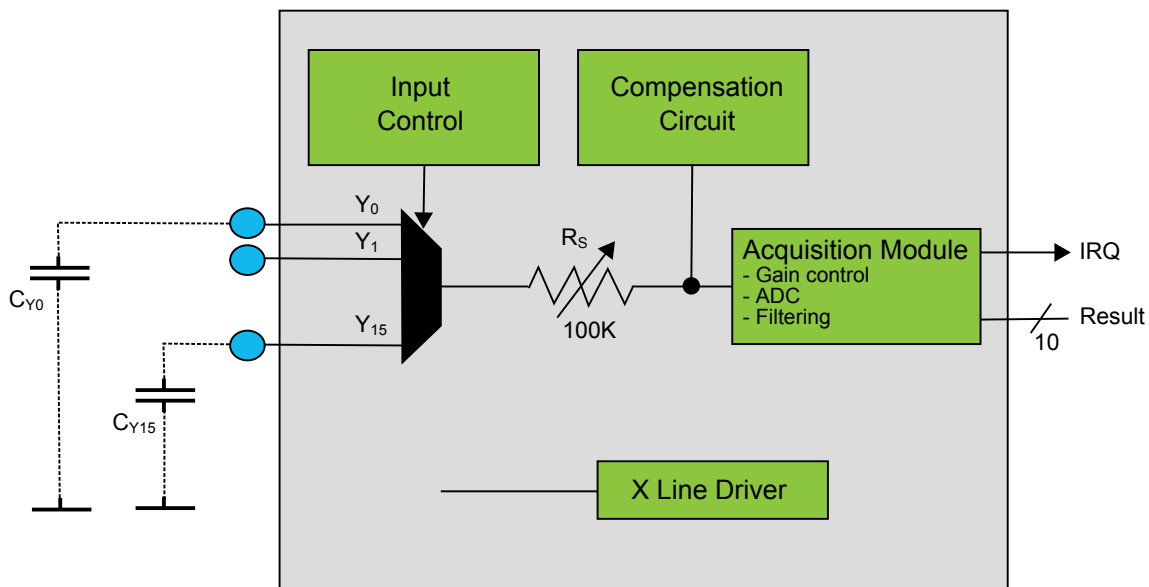 Input
Control
Compensation
Circuit
Y0
Y1
Y15
CY0
CY15
RS
100K
Acquisition Module
- Gain control
- ADC
- Filtering
IRQ
Result
10
X Line Driver